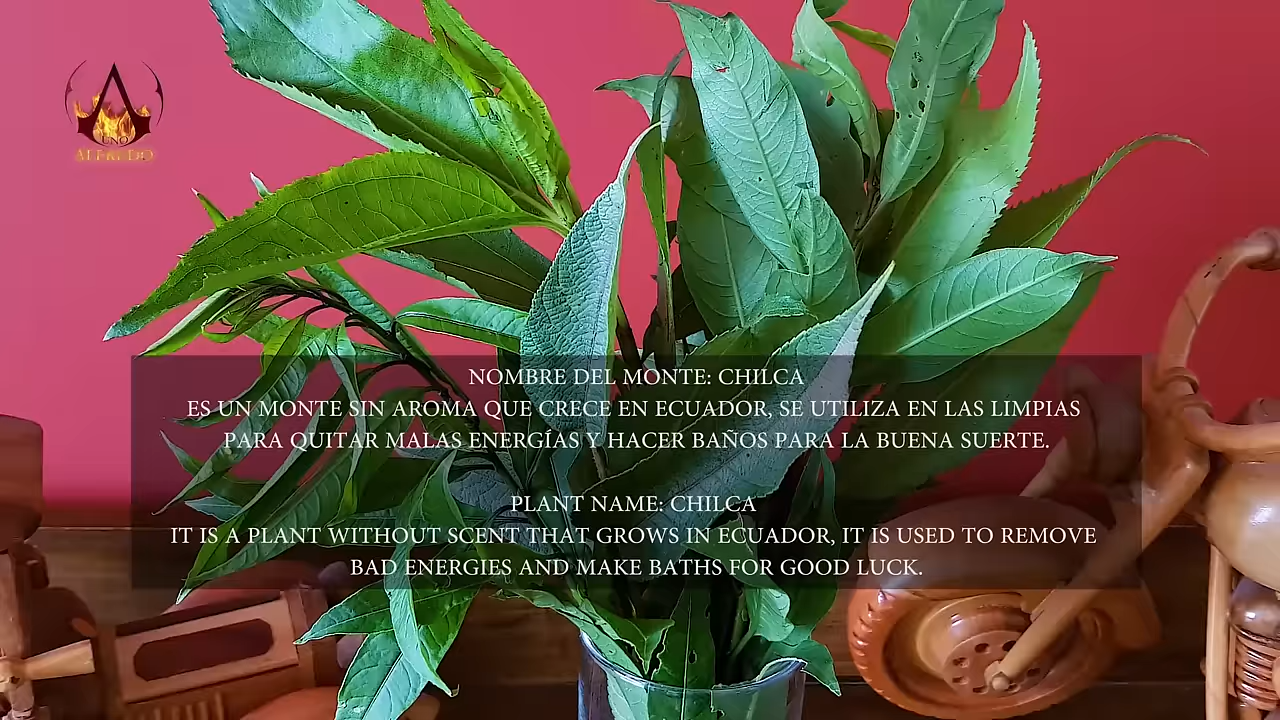 UNO
ALFREDO
NOMBRE DEL MONTE: CHILCA
ES UN MONTE SIN AROMA QUE CRECE EN ECUADOR, SE UTILIZA EN LAS LIMPIAS
PARA QUITAR MALAS ENERGÍAS Y HACER BAÑOS PARA LA BUENA SUERTE.
PLANT NAME: CHILCA
IT IS A PLANT WITHOUT SCENT THAT GROWS IN ECUADOR, IT IS USED TO REMOVE
BAD ENERGIES AND MAKE BATHS FOR GOOD LUCK.